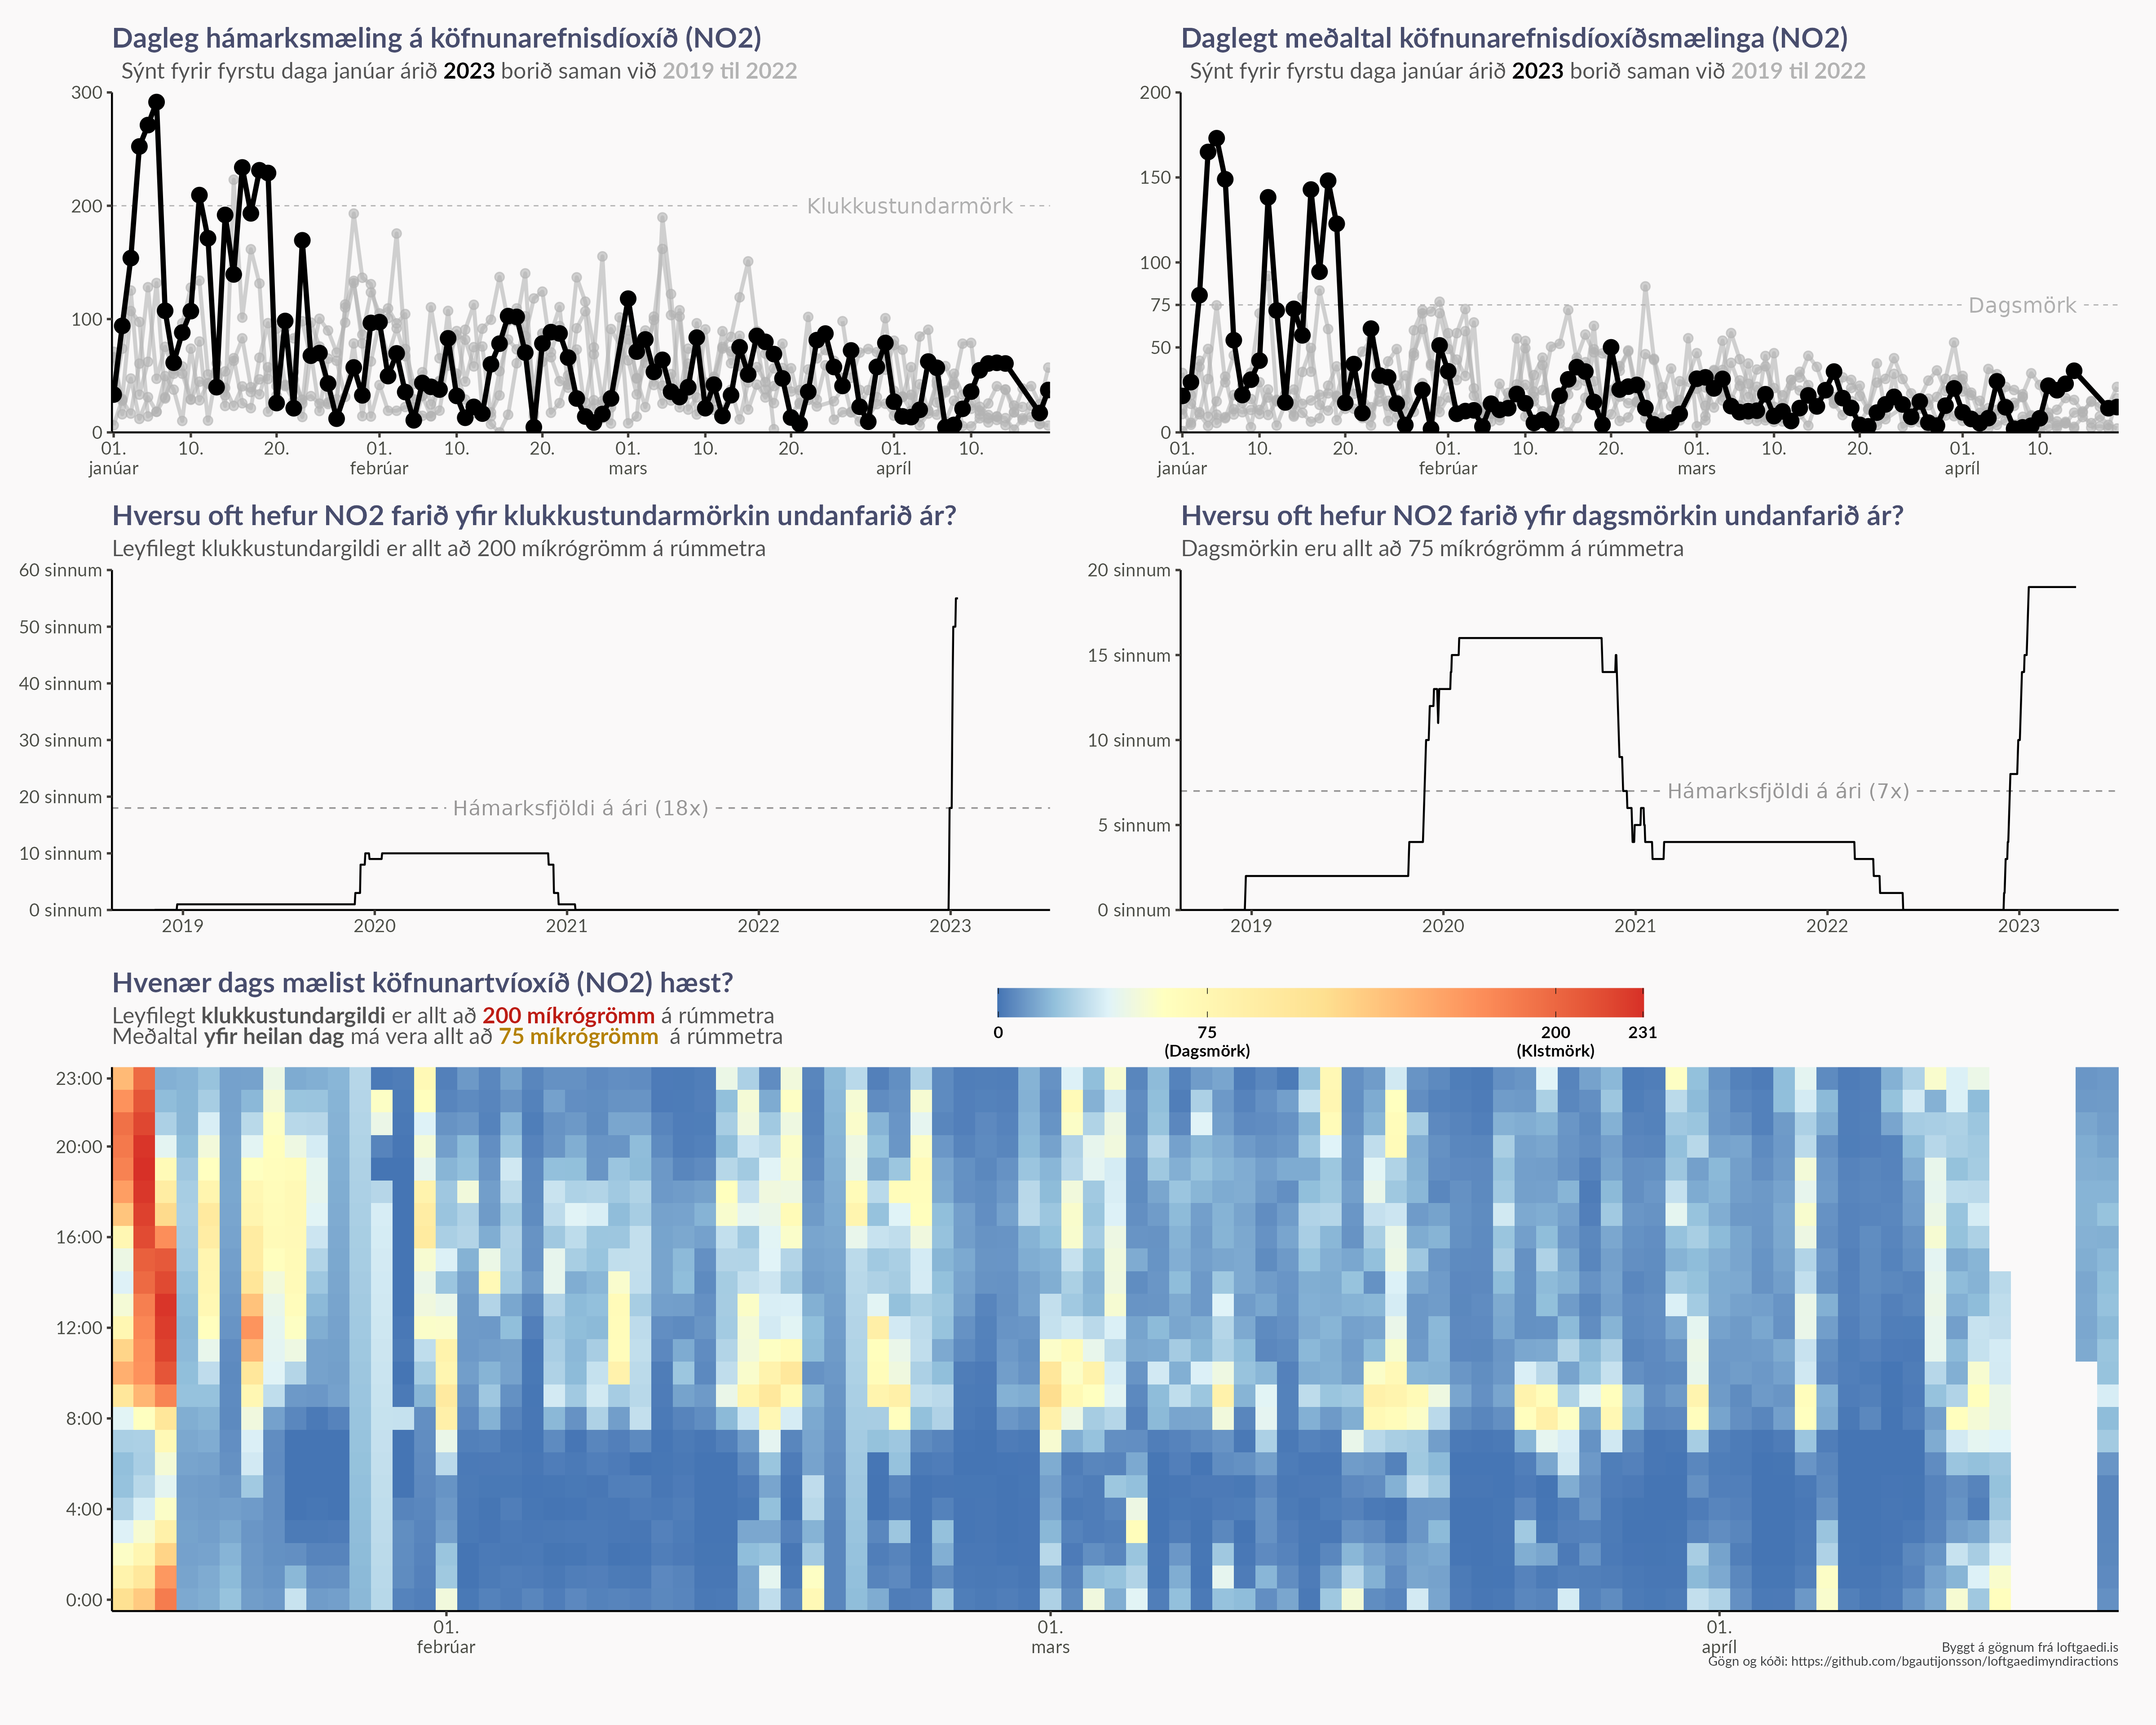 Dagleg hámarksmæling á köfnunarefnisdíoxíð (NO2)
Sýnt fyrir fyrstu daga janúar árið 2023 borið saman við 2019 til 2022
300
200
100
0
Klukkustundarmörk
01. 10. 20. 01. 10. 20. 01. 10. 20. 01. 10.
janúar febrúar mars apríl
Daglegt meðaltal köfnunarefnisdíoxíðsmælinga (NO2)
Sýnt fyrir fyrstu daga janúar árið 2023 borið saman við 2019 til 2022
200
150
100
75
50
0
Dagsmörk
01. 10. 20. 01. 10. 20. 01. 10. 20. 01. 10.
janúar febrúar mars apríl
Hversu oft hefur NO2 farið yfir klukkustundarmörkin undanfarið ár?
Leyfilegt klukkustundargildi er allt að 200 míkrógrömm á rúmmetra
60 sinnum
50 sinnum
40 sinnum
30 sinnum
20 sinnum
10 sinnum
0 sinnum
Hámarksfjöldi á ári (18x)
2019 2020 2021 2022 2023
Hversu oft hefur NO2 farið yfir dagsmörkin undanfarið ár?
Dagsmörkin eru allt að 75 míkrógrömm á rúmmetra
20 sinnum
15 sinnum
10 sinnum
5 sinnum
0 sinnum
Hámarksfjöldi á ári (7x)
2019 2020 2021 2022 2023
Hvenær dags mælist köfnunartvíoxíð (NO2) hæst?
Leyfilegt klukkustundargildi er allt að 200 míkrógrömm á rúmmetra
Meðaltal yfir heilan dag má vera allt að 75 míkrógrömm á rúmmetra
0 75 200 231
(Dagsmörk) (Klstmörk)
23:00
20:00
16:00
12:00
8:00
4:00
0:00
01. 01. 01.
febrúar mars apríl
Byggt á gögnum frá loftgaedi.is
Gögn og kóði: https://github.com/bgautijonsson/loftgaedimyndiractions